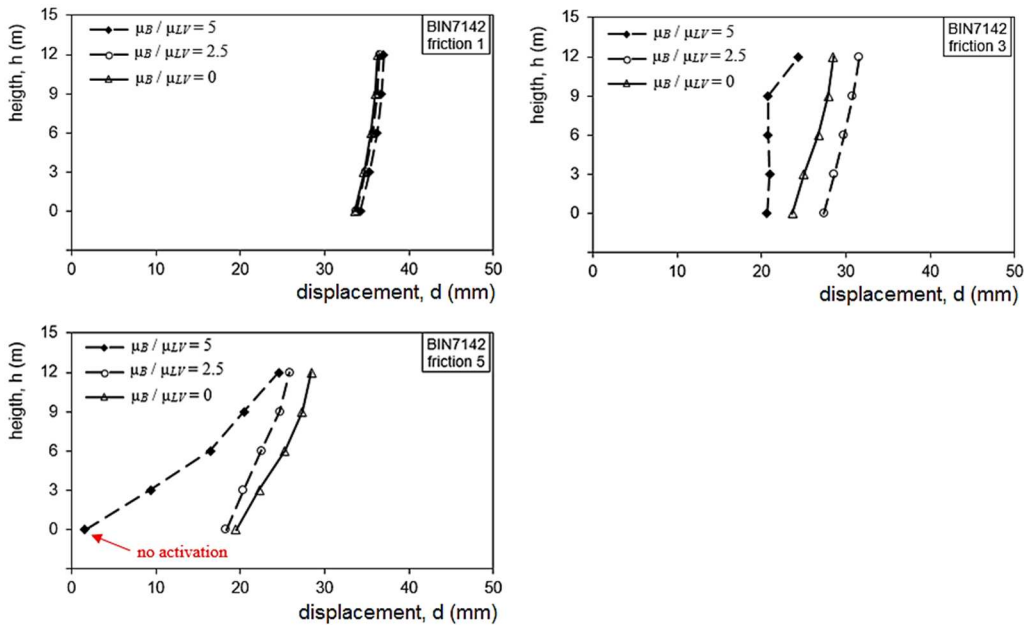 15
12
9
6
3
0
heigth, h (m)
μB / μLV = 5
μB / μLV = 2.5
μB / μLV = 0
BIN7142
friction 1
0 10 20 30 40 50
displacement, d (mm)
15
12
9
6
3
0
heigth, h (m)
μB / μLV = 5
μB / μLV = 2.5
μB / μLV = 0
BIN7142
friction 3
0 10 20 30 40 50
displacement, d (mm)
15
12
9
6
3
0
heigth, h (m)
μB / μLV = 5
μB / μLV = 2.5
μB / μLV = 0
BIN7142
friction 5
no activation
0 10 20 30 40 50
displacement, d (mm)